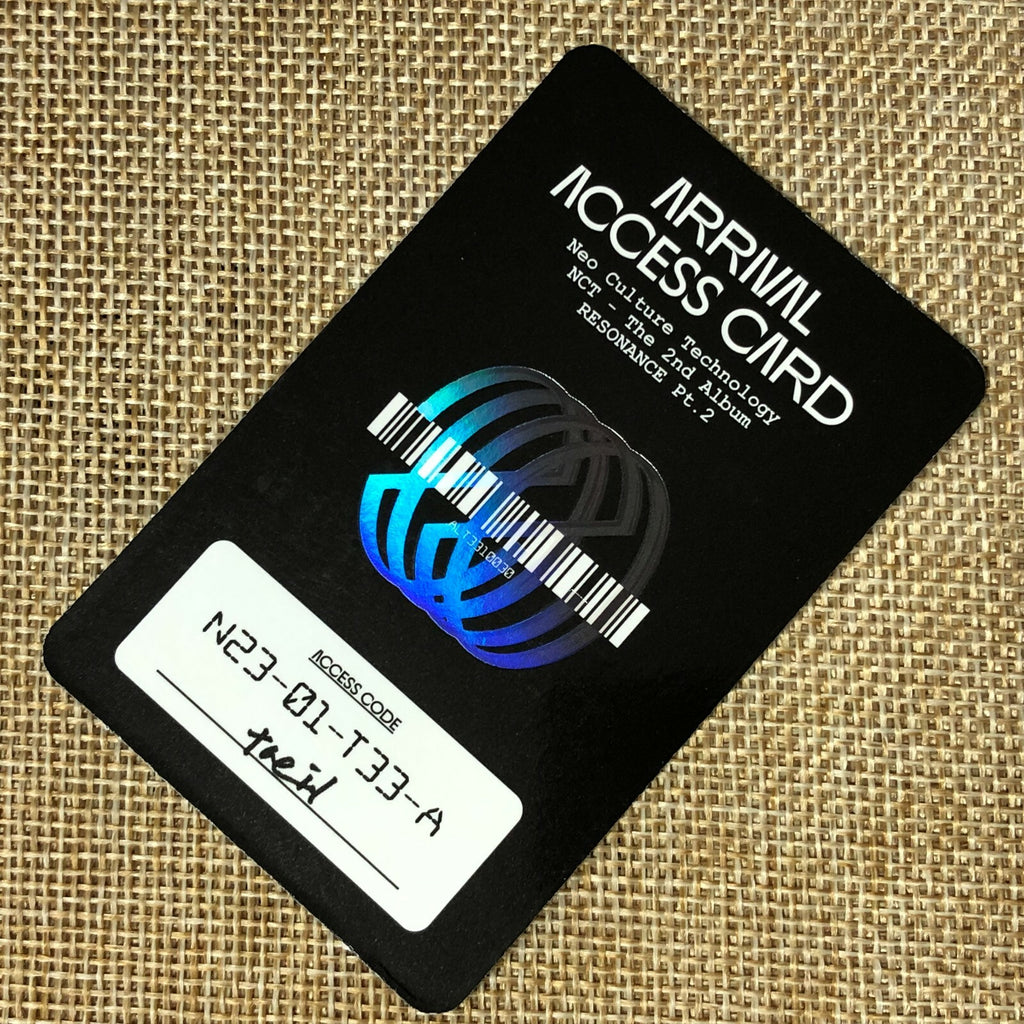 ARRIVAL
ACCESS CARD
Neo Culture Technology
NCT - The 2nd Album
RESONANCE Pt.2
ALT3310030
ACCESS CODE
N23-01-T33-A
taeil